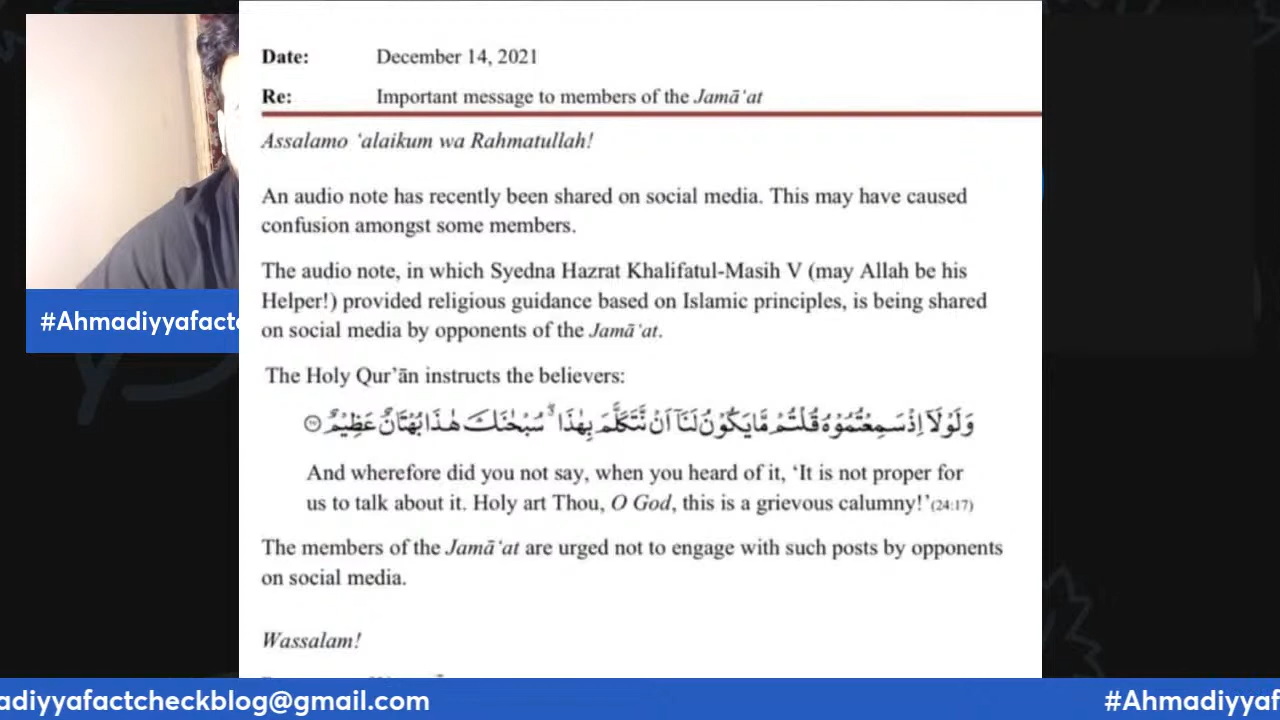 Date: December 14, 2021
Re: Important message to members of the Jamā‘at
Assalamo ‘alaikum wa Rahmatullah!
An audio note has recently been shared on social media. This may have caused
confusion amongst some members.
The audio note, in which Syedna Hazrat Khalifatul-Masih V (may Allah be his
Helper!) provided religious guidance based on Islamic principles, is being shared
on social media by opponents of the Jamā‘at.
The Holy Qur’ān instructs the believers:
وَلَوْلَاۤ اِذْ سَمِعْتُمُوْهُ قُلْتُمْ مَّا يَكُوْنُ لَنَاۤ اَنْ نَّتَكَلَّمَ بِهٰذَا ۖ سُبْحٰنَكَ هٰذَا بُهْتَانٌ عَظِيْمٌ ۝۱۷
And wherefore did you not say, when you heard of it, ‘It is not proper for
us to talk about it. Holy art Thou, O God, this is a grievous calumny!’(24:17)
The members of the Jamā‘at are urged not to engage with such posts by opponents
on social media.
Wassalam!
#Ahmadiyyafact
adiyyafactcheckblog@gmail.com
#Ahmadiyyaf